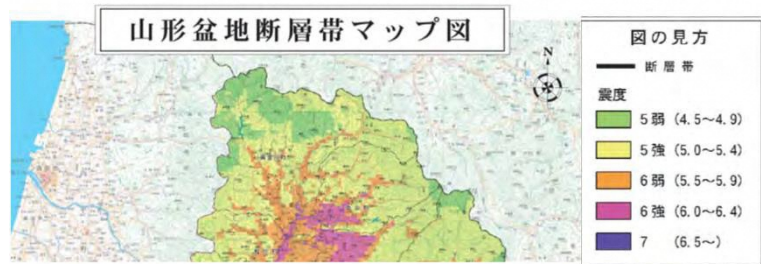 山形盆地断層帯マップ図
N
図の見方
断層帯
震度
5弱 (4.5～4.9)
5強 (5.0～5.4)
6弱 (5.5～5.9)
6強 (6.0～6.4)
7 (6.5～)